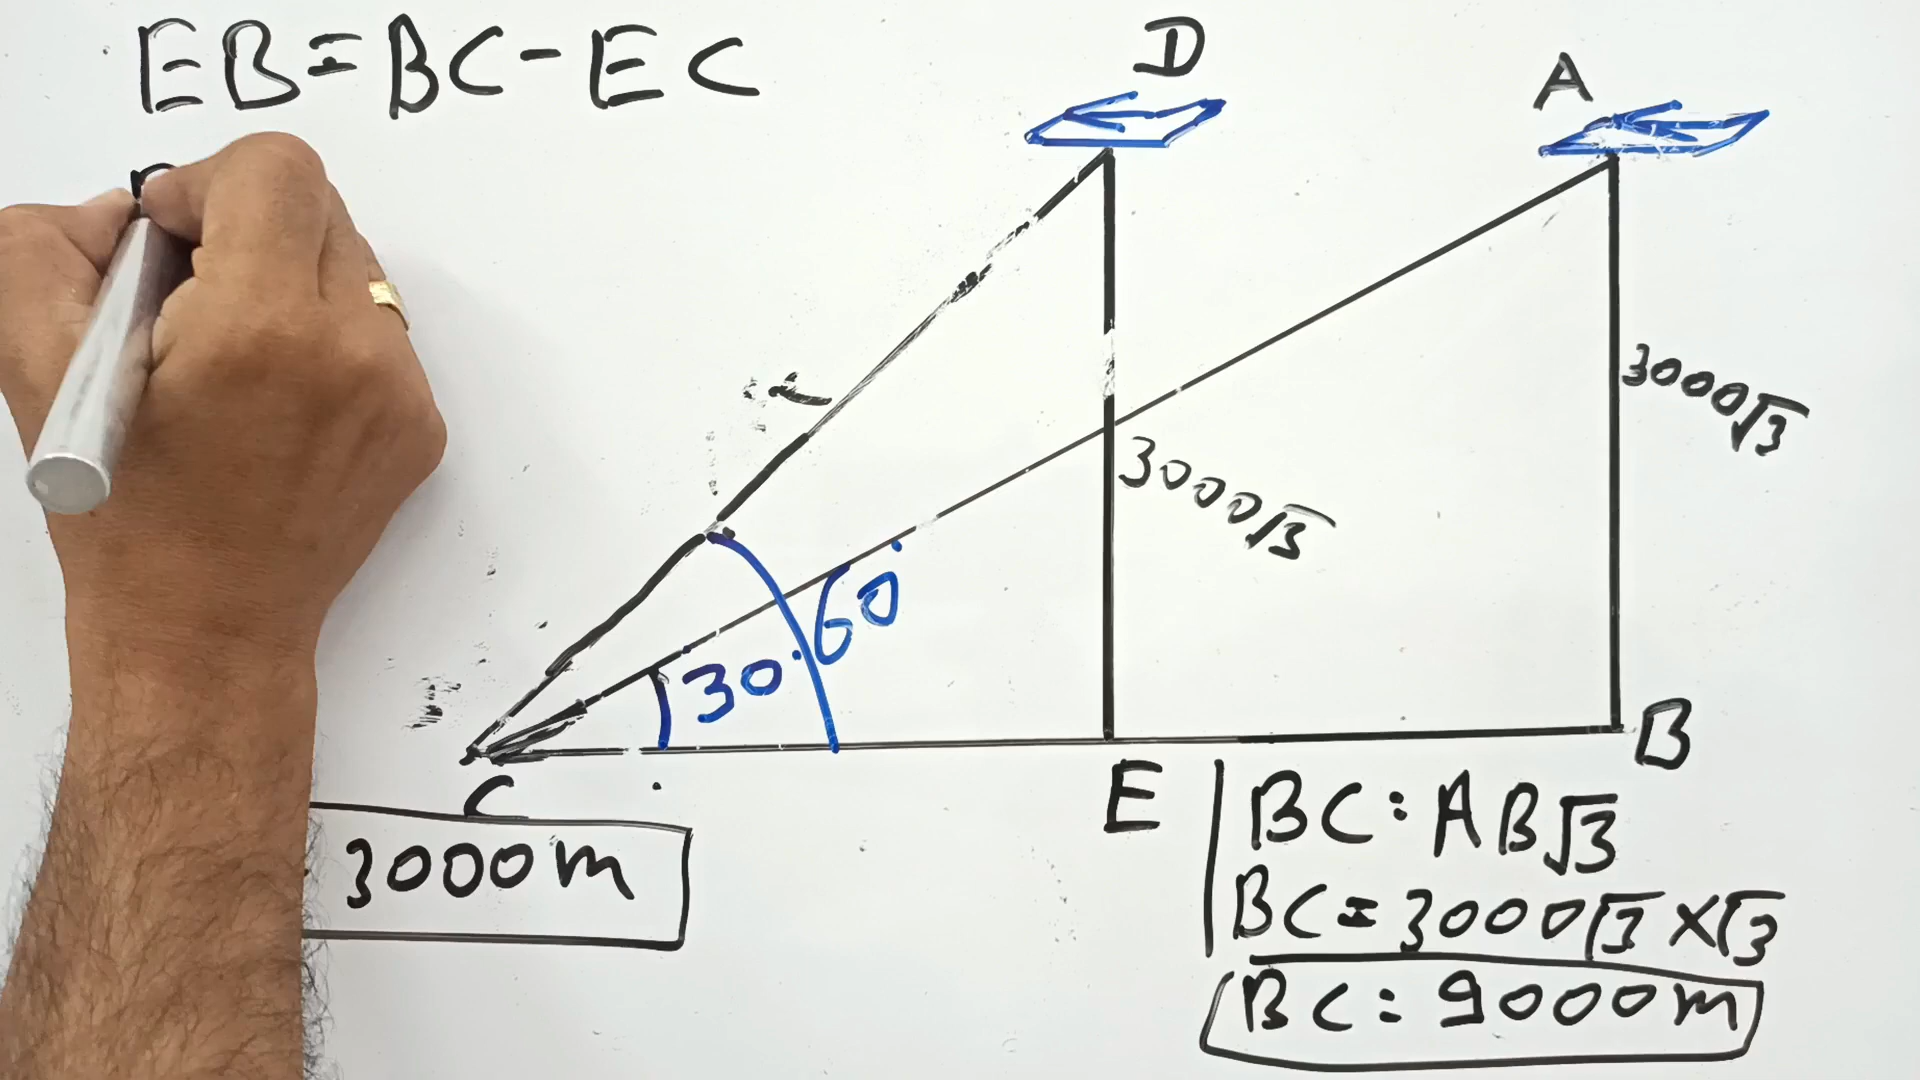 EB = BC - EC
D
A
3000√3
3000√3
60°
30°
B
C
E
3000m
BC = AB√3
BC = 3000√3 × √3
BC = 9000m